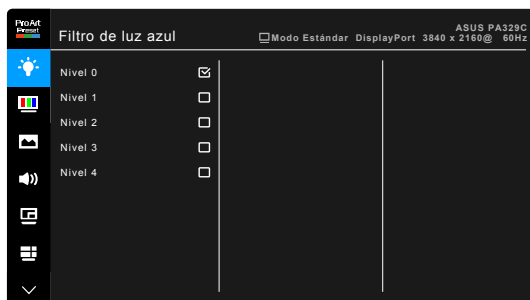 ProArt
Preset
Filtro de luz azul
Modo Estándar DisplayPort 3840 x 2160@ 60Hz
ASUS PA329C
Nivel 0
Nivel 1
Nivel 2
Nivel 3
Nivel 4